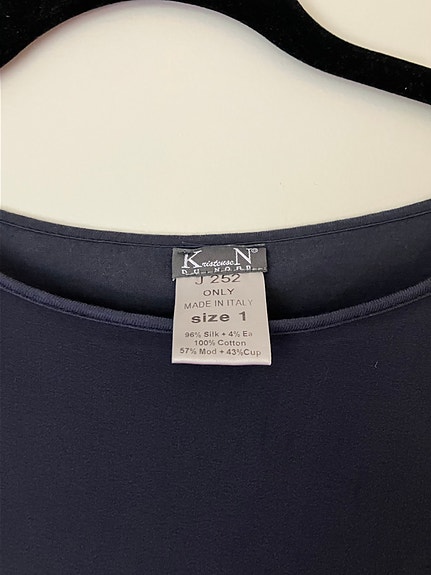 KristenseN®
DU NORD
J 252
ONLY
MADE IN ITALY
size 1
96% Silk + 4% Ea
100% Cotton
57% Mod + 43%Cup